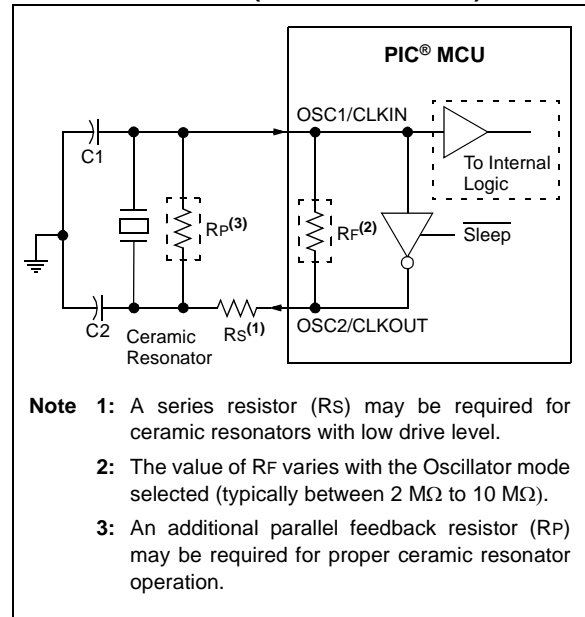 PIC® MCU
OSC1/CLKIN
C1
To Internal
Logic
RP(3)
RF(2)
Sleep
C2
Ceramic
Resonator
RS(1)
OSC2/CLKOUT
Note 1: A series resistor (RS) may be required for
ceramic resonators with low drive level.
2: The value of RF varies with the Oscillator mode
selected (typically between 2 MΩ to 10 MΩ).
3: An additional parallel feedback resistor (RP)
may be required for proper ceramic resonator
operation.